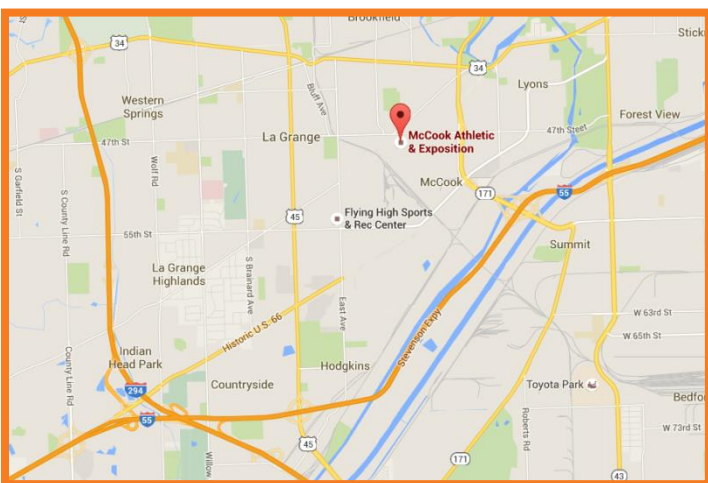 Brookfield
34
Stick
34
Lyons
Western
Springs
Bluff Ave
Forest View
La Grange
McCook Athletic
& Exposition
47th Street
47th St
Wolf Rd
S Garfield St
S County Line Rd
McCook
171
55
45
Flying High Sports
& Rec Center
55th St
Summit
La Grange
Highlands
S Brainard Ave
East Ave
Historic U.S. 66
Stevenson Expy
W 63rd St
W 65th St
Indian
Head Park
Hodgkins
County Line Rd
294
Countryside
Toyota Park
Bedfo
55
Willow
45
Roberts Rd
W 73rd St
171
43